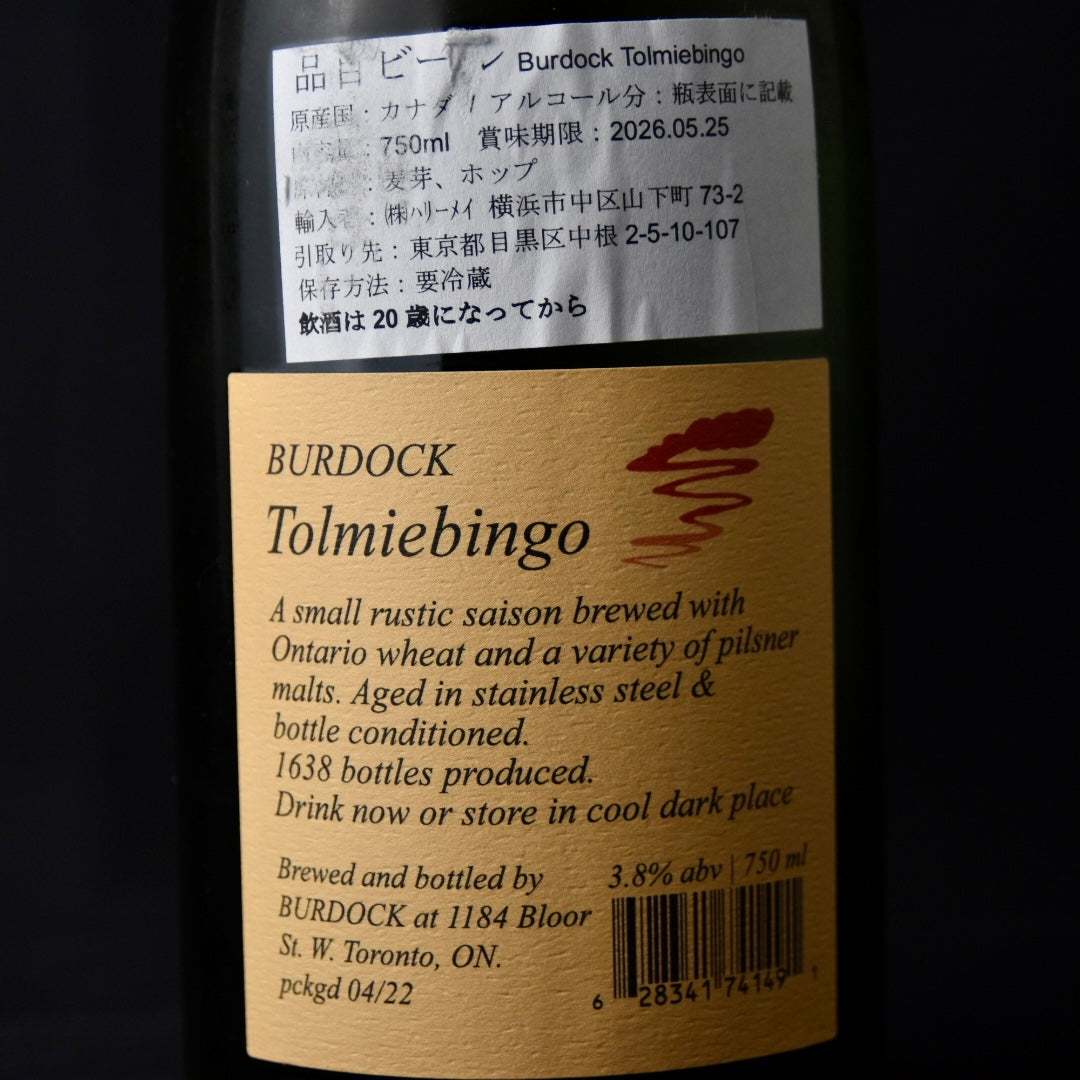 品目 ビー Burdock Tolmiebingo
原産国：カナダ / アルコール分：瓶表面に記載
内容量：750ml 賞味期限：2026.05.25
：麦芽、ホップ
輸入者：㈱ハリーメイ 横浜市中区山下町 73-2
引取り先：東京都目黒区中根 2-5-10-107
保存方法：要冷蔵
飲酒は 20 歳になってから
BURDOCK
Tolmiebingo
A small rustic saison brewed with
Ontario wheat and a variety of pilsner
malts. Aged in stainless steel &
bottle conditioned.
1638 bottles produced.
Drink now or store in cool dark place
Brewed and bottled by
BURDOCK at 1184 Bloor
St. W. Toronto, ON.
pckgd 04/22
3.8% abv | 750 ml
6 28341 74149 1